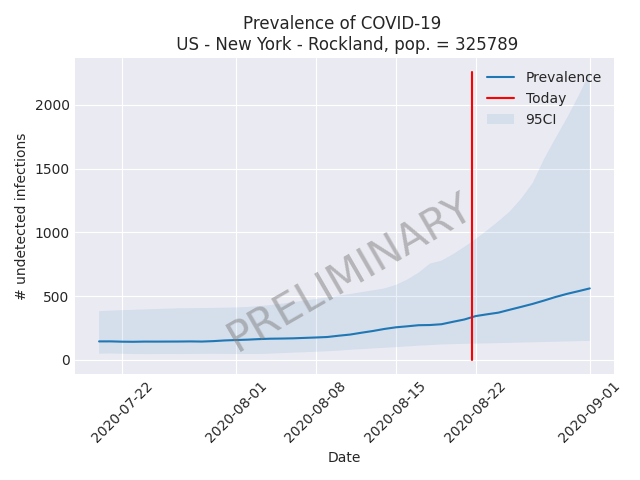 Prevalence of COVID-19
US - New York - Rockland, pop. = 325789
Prevalence
Today
95CI
# undetected infections
2000
1500
1000
500
0
PRELIMINARY
2020-07-22
2020-08-01
2020-08-08
2020-08-15
2020-08-22
2020-09-01
Date